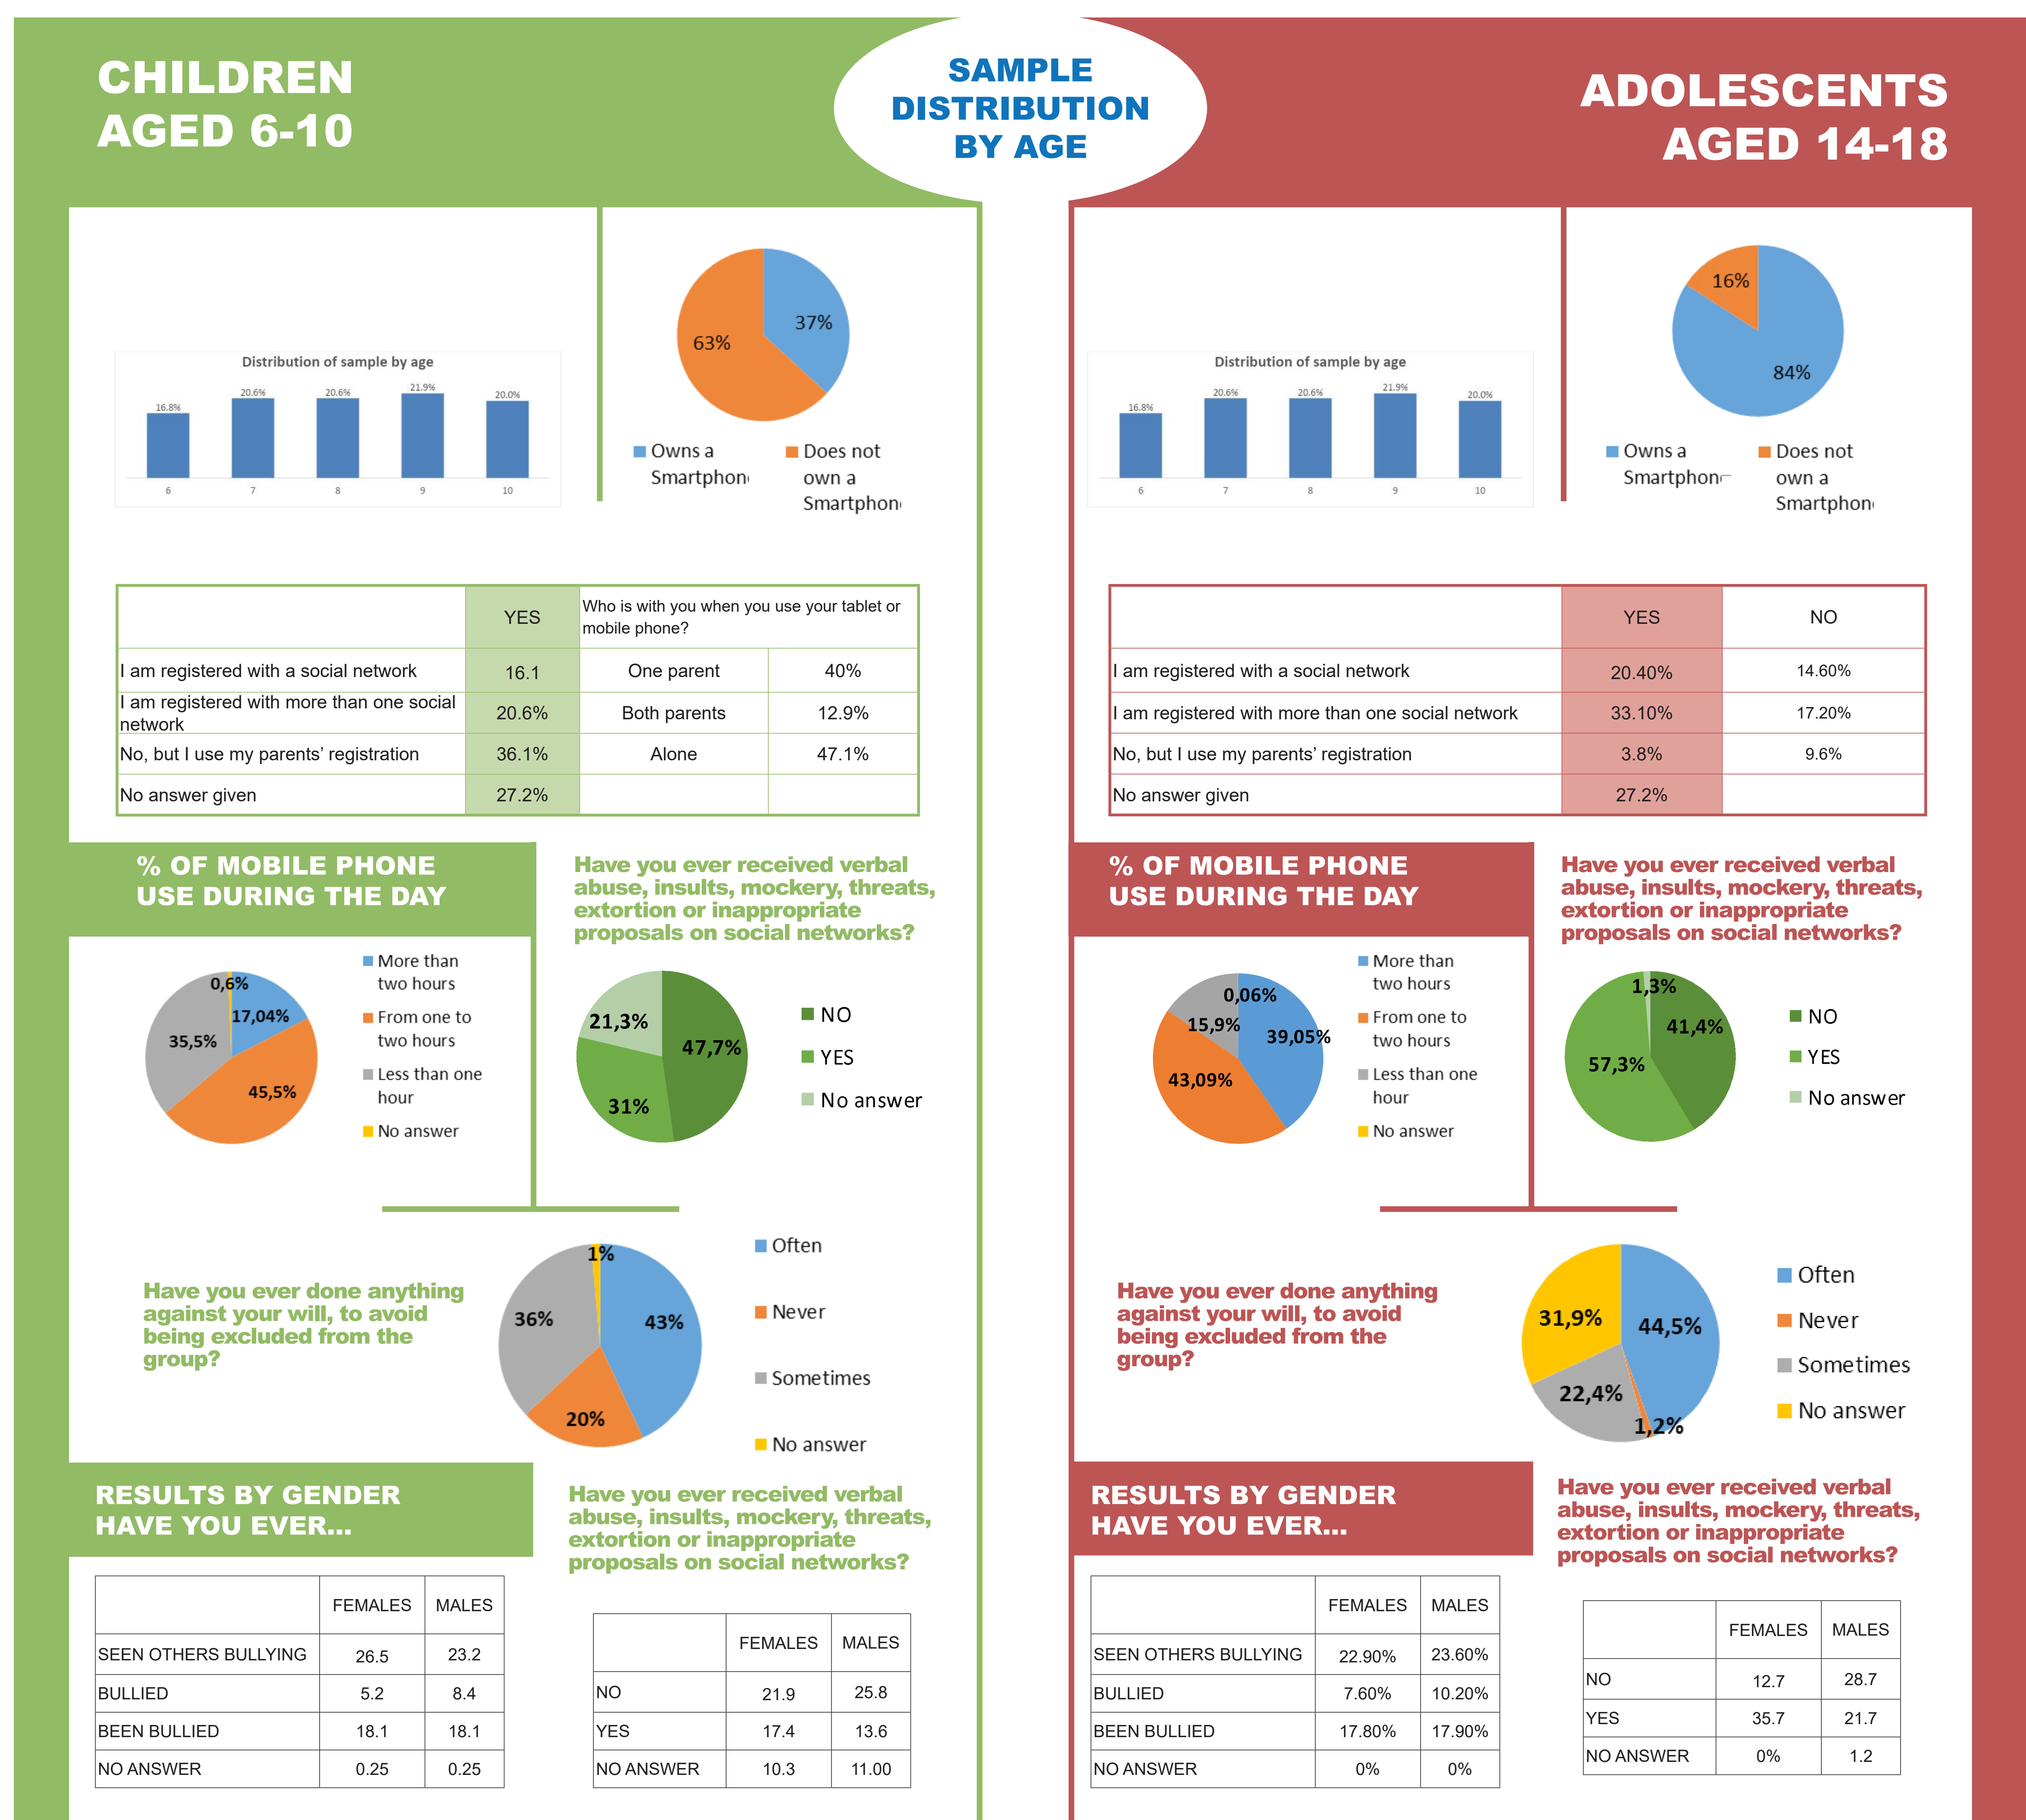 CHILDREN
AGED 6-10
SAMPLE
DISTRIBUTION
BY AGE
ADOLESCENTS
AGED 14-18
Distribution of sample by age
16.8%
20.6%
20.6%
21.9%
20.0%
6 7 8 9 10
37%
63%
Owns a
Smartphon
Does not
own a
Smartphon
YES
Who is with you when you use your tablet or
mobile phone?
I am registered with a social network 16.1 One parent 40%
I am registered with more than one social
network
20.6% Both parents 12.9%
No, but I use my parents’ registration 36.1% Alone 47.1%
No answer given 27.2%
% OF MOBILE PHONE
USE DURING THE DAY
0,6%
17,04%
35,5%
45,5%
More than
two hours
From one to
two hours
Less than one
hour
No answer
Have you ever received verbal
abuse, insults, mockery, threats,
extortion or inappropriate
proposals on social networks?
21,3%
47,7%
31%
NO
YES
No answer
Have you ever done anything
against your will, to avoid
being excluded from the
group?
1%
36%
43%
20%
Often
Never
Sometimes
No answer
RESULTS BY GENDER
HAVE YOU EVER...
FEMALES MALES
SEEN OTHERS BULLYING 26.5 23.2
BULLIED 5.2 8.4
BEEN BULLIED 18.1 18.1
NO ANSWER 0.25 0.25
Have you ever received verbal
abuse, insults, mockery, threats,
extortion or inappropriate
proposals on social networks?
FEMALES MALES
NO 21.9 25.8
YES 17.4 13.6
NO ANSWER 10.3 11.00
Distribution of sample by age
16.8%
20.6%
20.6%
21.9%
20.0%
6 7 8 9 10
16%
84%
Owns a
Smartphon
Does not
own a
Smartphon
YES NO
I am registered with a social network 20.40% 14.60%
I am registered with more than one social network 33.10% 17.20%
No, but I use my parents’ registration 3.8% 9.6%
No answer given 27.2%
% OF MOBILE PHONE
USE DURING THE DAY
0,06%
15,9%
39,05%
43,09%
More than
two hours
From one to
two hours
Less than one
hour
No answer
Have you ever received verbal
abuse, insults, mockery, threats,
extortion or inappropriate
proposals on social networks?
1,3%
41,4%
57,3%
NO
YES
No answer
Have you ever done anything
against your will, to avoid
being excluded from the
group?
31,9%
44,5%
22,4%
1,2%
Often
Never
Sometimes
No answer
RESULTS BY GENDER
HAVE YOU EVER...
FEMALES MALES
SEEN OTHERS BULLYING 22.90% 23.60%
BULLIED 7.60% 10.20%
BEEN BULLIED 17.80% 17.90%
NO ANSWER 0% 0%
Have you ever received verbal
abuse, insults, mockery, threats,
extortion or inappropriate
proposals on social networks?
FEMALES MALES
NO 12.7 28.7
YES 35.7 21.7
NO ANSWER 0% 1.2